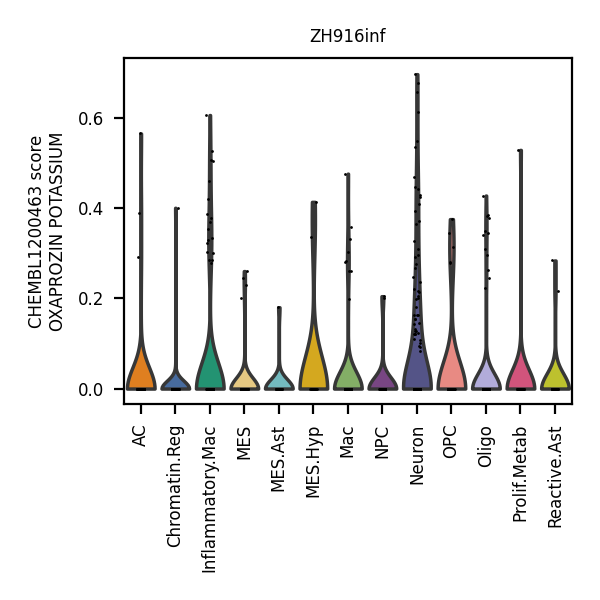 ZH916inf
CHEMBL1200463 score
OXAPROZIN POTASSIUM
0.6
0.4
0.2
0.0
AC
Chromatin.Reg
Inflammatory.Mac
MES
MES.Ast
MES.Hyp
Mac
NPC
Neuron
OPC
Oligo
Prolif.Metab
Reactive.Ast